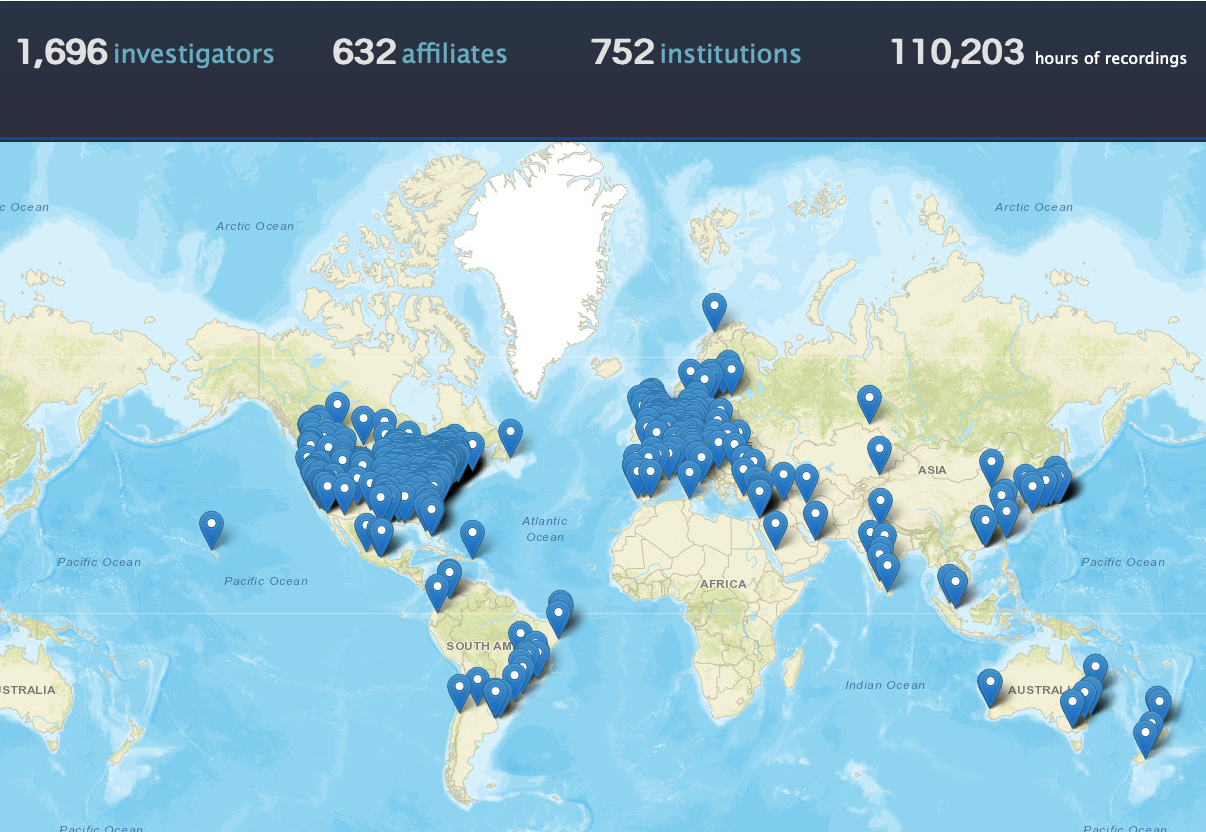 1,696 investigators 632 affiliates 752 institutions 110,203 hours of recordings
c Ocean
Arctic Ocean
Arctic Ocean
ASIA
Atlantic
Ocean
Pacific Ocean
Pacific Ocean
Pacific Ocean
AFRICA
SOUTH AM
Indian Ocean
USTRALIA
AUSTRAL
Pacific Ocean
Pacific Ocean